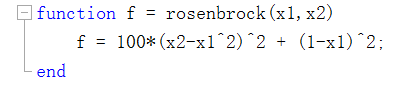 function f = rosenbrock(x1,x2)
f = 100*(x2-x1^2)^2 + (1-x1)^2;
end